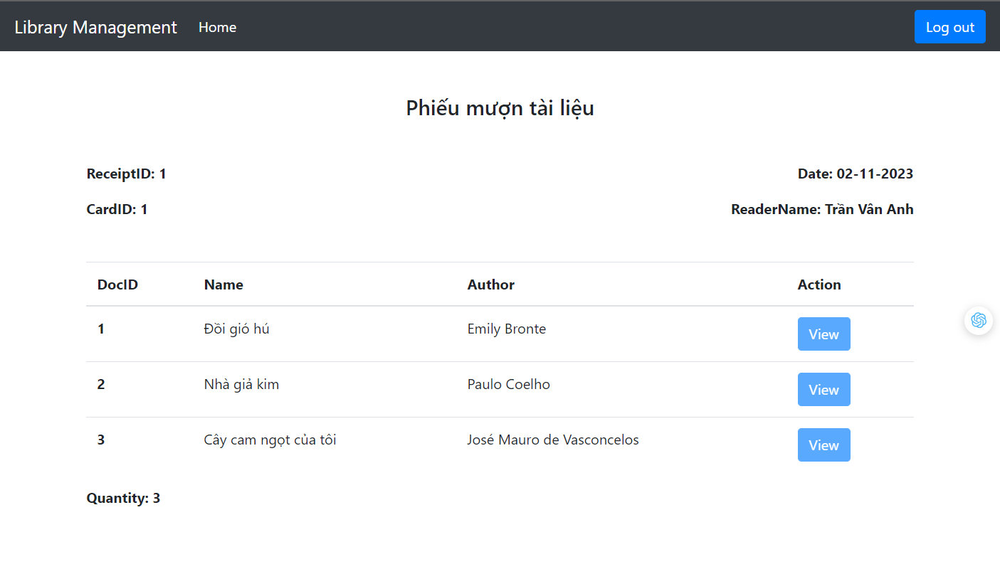 Library Management Home Log out
Phiếu mượn tài liệu
ReceiptID: 1 Date: 02-11-2023
CardID: 1 ReaderName: Trần Vân Anh
DocID Name Author Action
1 Đồi gió hú Emily Bronte View
2 Nhà giả kim Paulo Coelho View
3 Cây cam ngọt của tôi José Mauro de Vasconcelos View
Quantity: 3